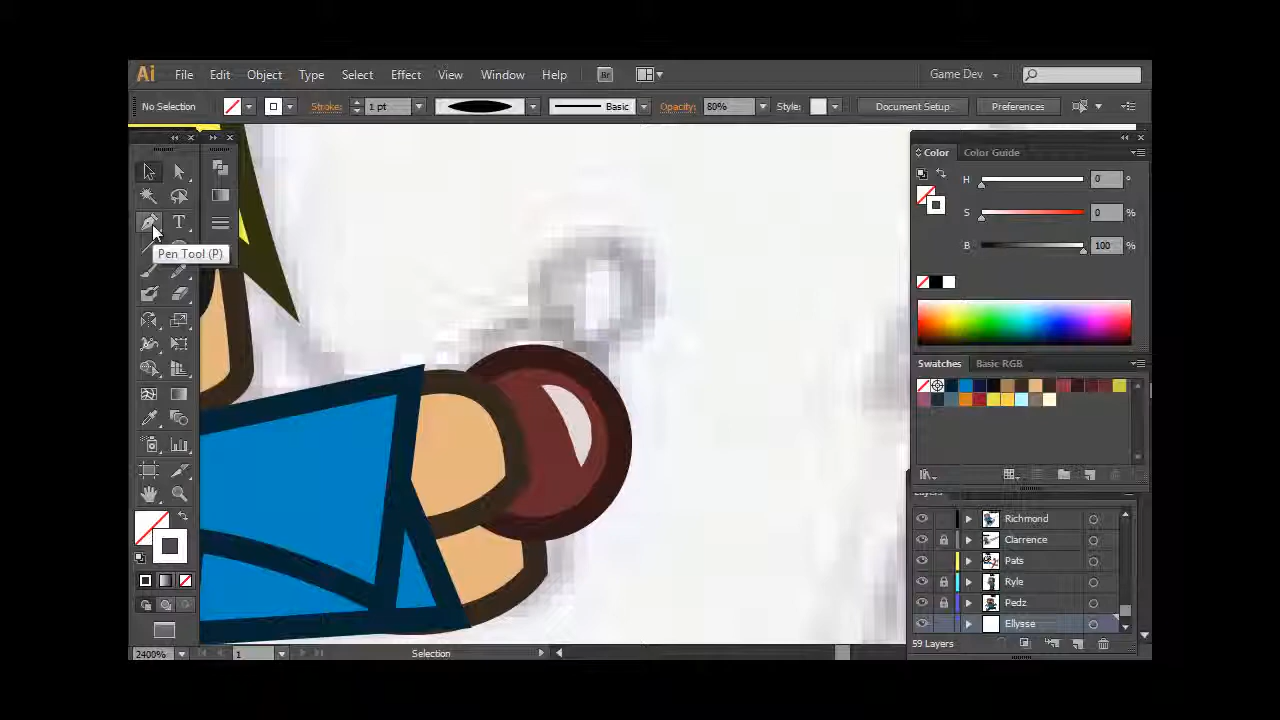 Ai File Edit Object Type Select Effect View Window Help Br Game Dev
No Selection Stroke: 1 pt Basic Opacity: 80% Style: Document Setup Preferences
Color Color Guide
H 0 °
S 0 %
B 100 %
T
Pen Tool (P)
Swatches Basic RGB
Layers
Richmond
Clarrence
Pats
Ryle
Pedz
Ellysse
59 Layers
2400% 1 Selection